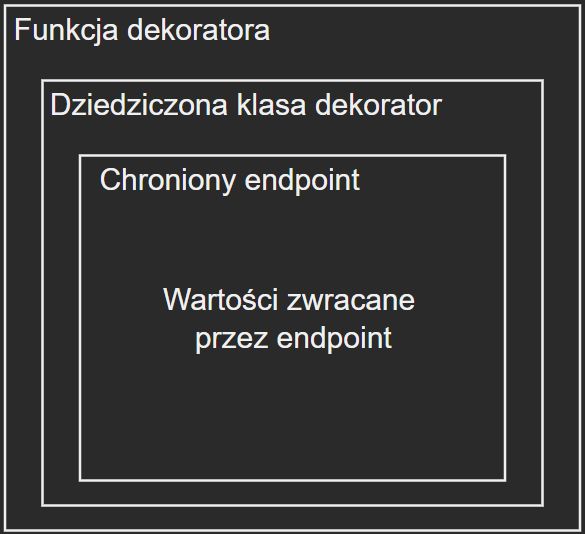 Funkcja dekoratora
Dziedziczona klasa dekorator
Chroniony endpoint
Wartości zwracane
przez endpoint